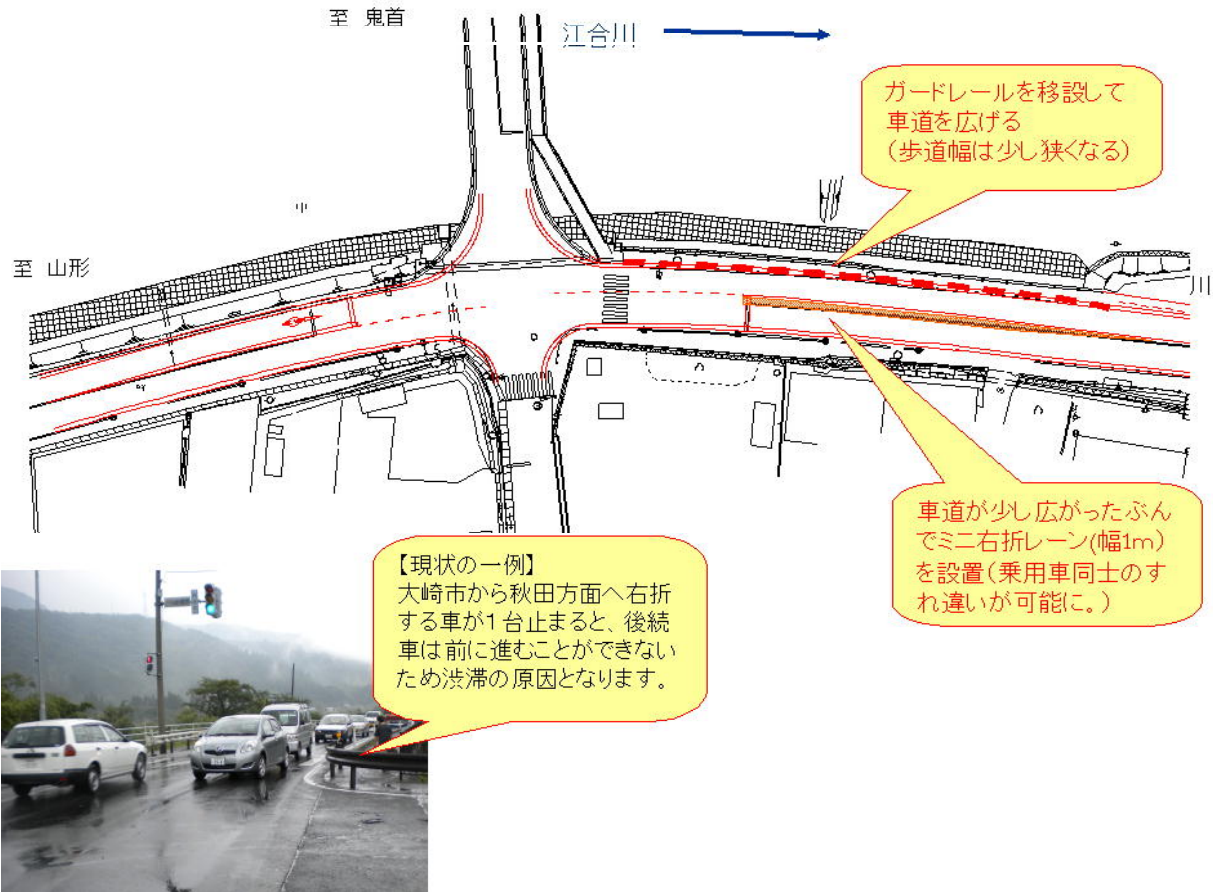 至 鬼首
江合川
ガードレールを移設して
車道を広げる
(歩道幅は少し狭くなる)
至 山形
川
車道が少し広がったぶん
でミニ右折レーン(幅1m)
を設置(乗用車同士のす
れ違いが可能に。)
【現状の一例】
大崎市から秋田方面へ右折
する車が1台止まると、後続
車は前に進むことができない
ため渋滞の原因となります。